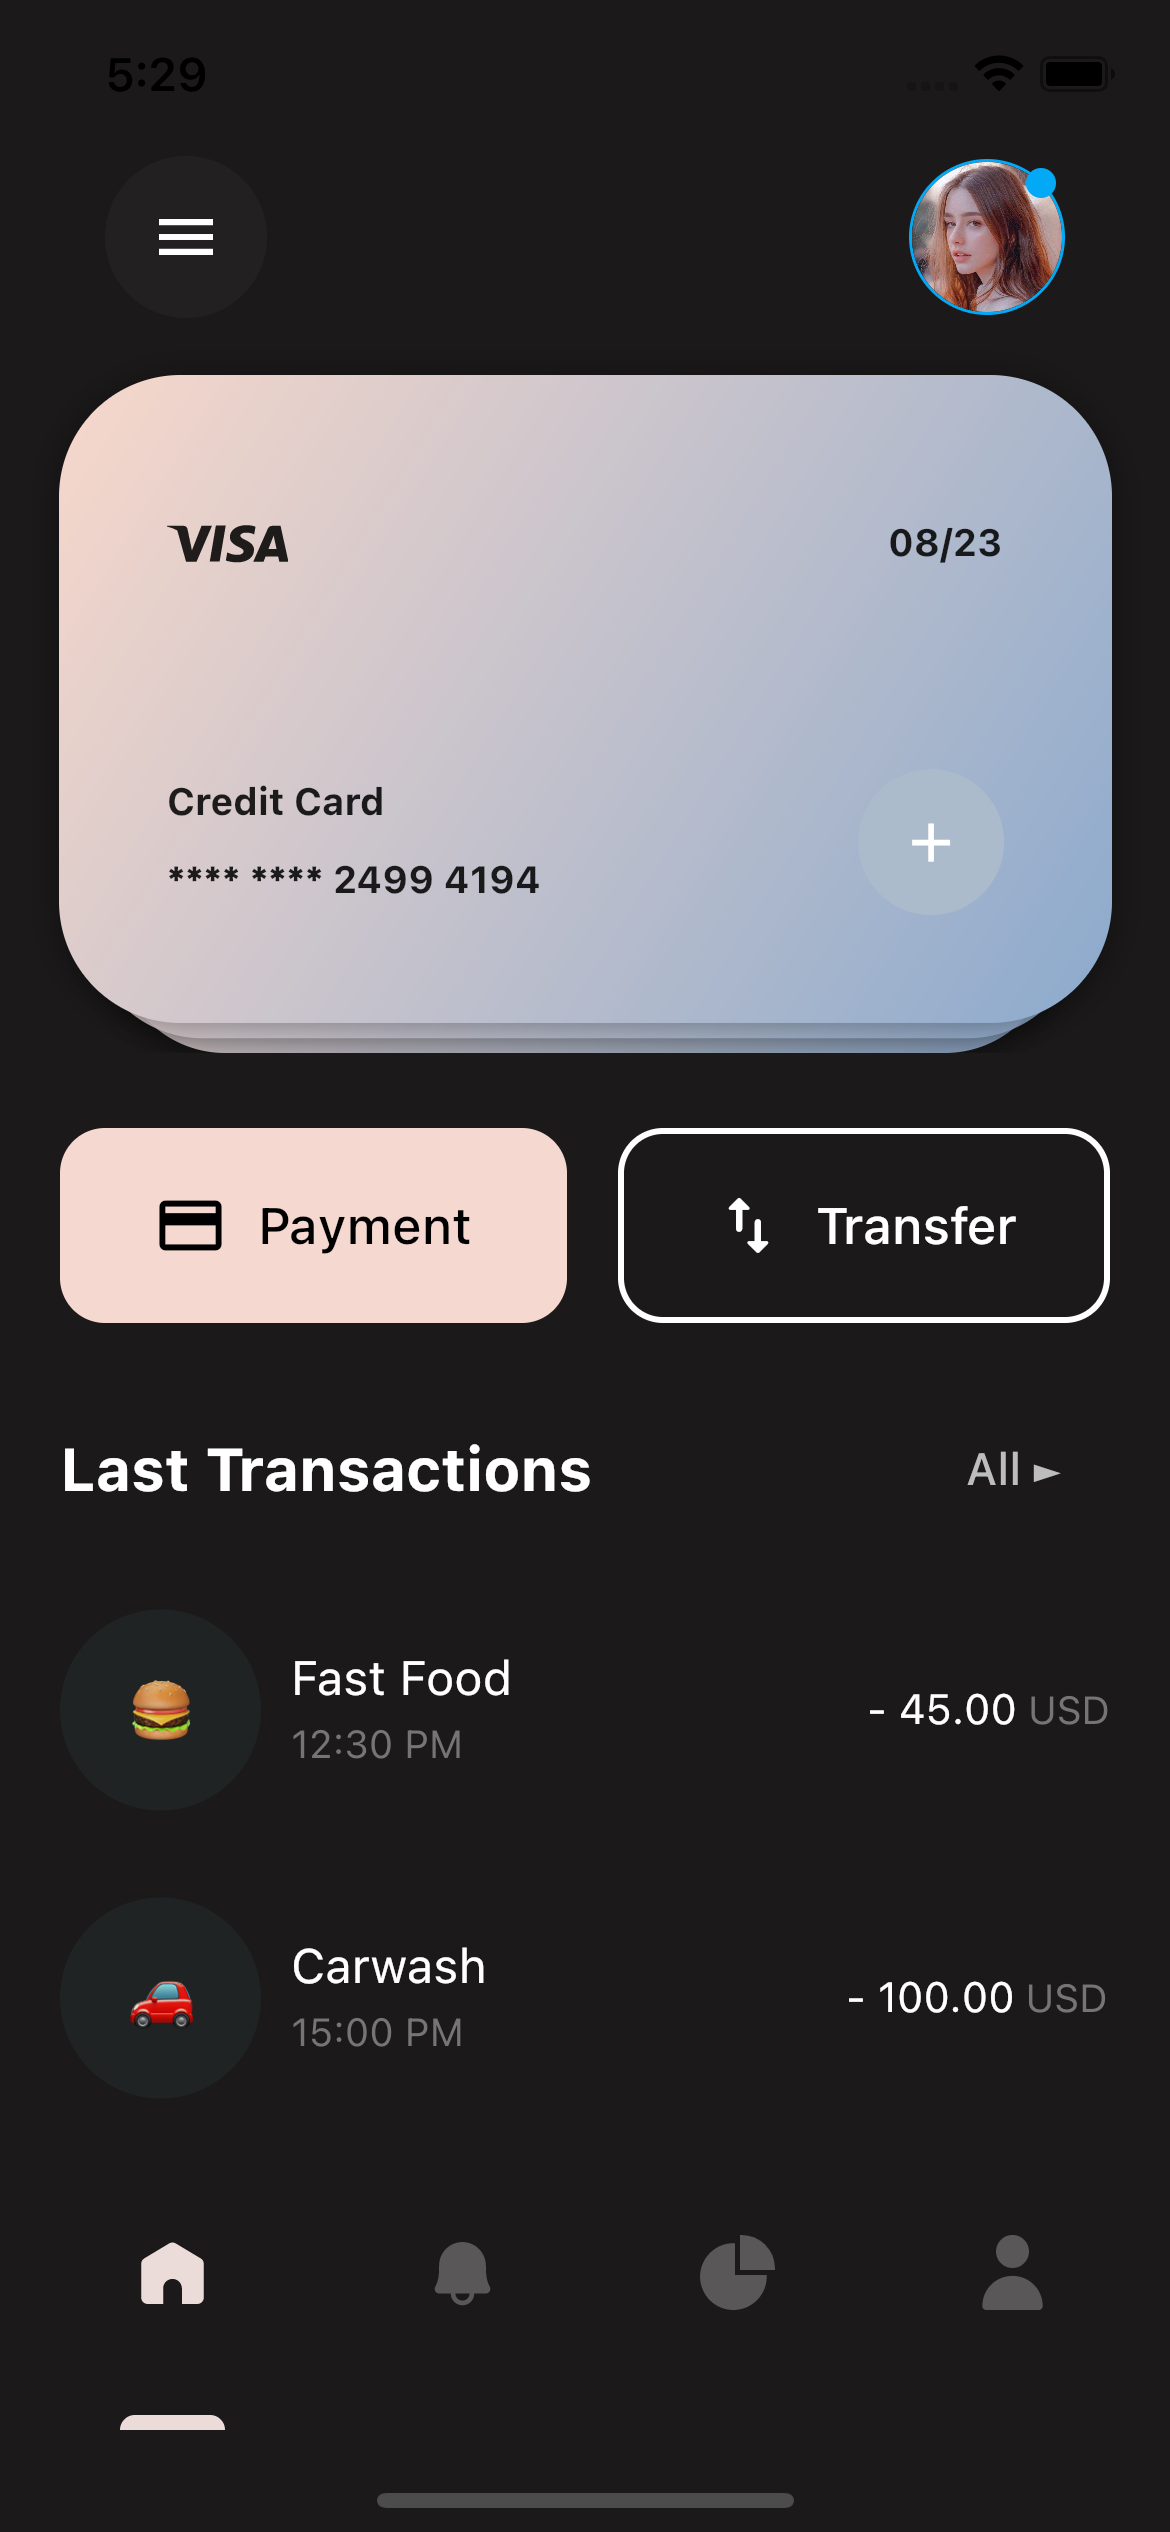 5:29
VISA 08/23
Credit Card
**** **** 2499 4194
Payment
Transfer
Last Transactions
All ►
Fast Food
12:30 PM
- 45.00 USD
Carwash
15:00 PM
- 100.00 USD